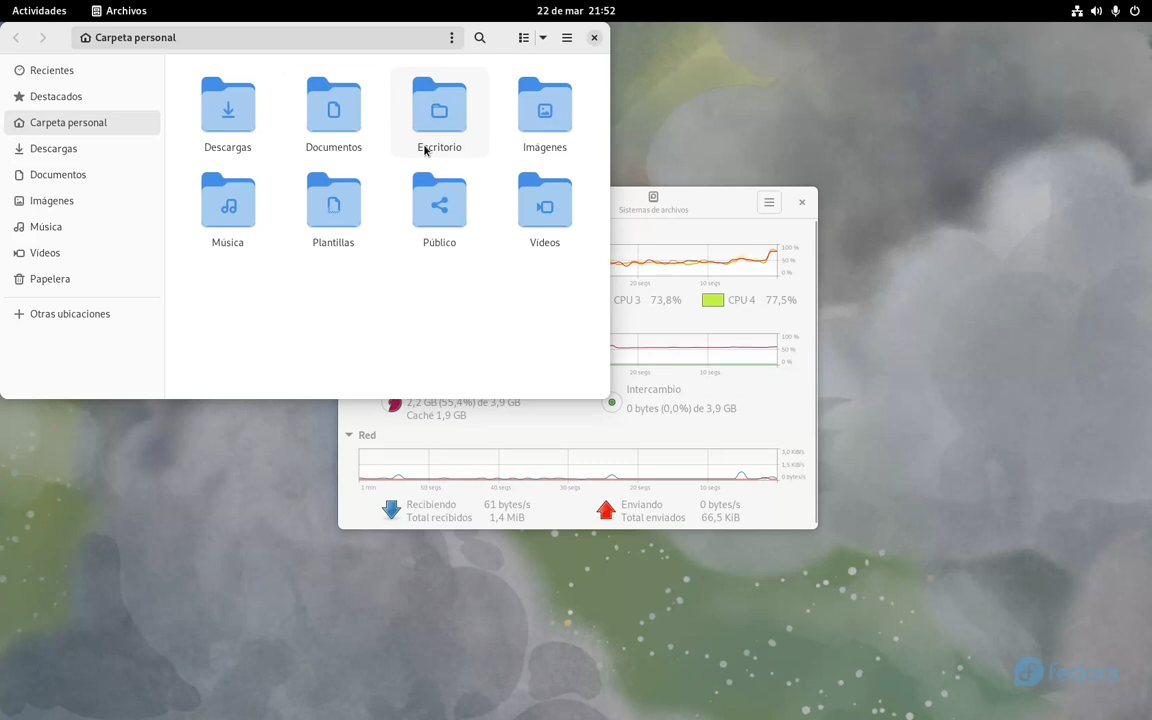 Actividades
Archivos
22 de mar 21:52
Carpeta personal
Recientes
Destacados
Carpeta personal
Descargas
Documentos
Imágenes
Música
Vídeos
Papelera
Otras ubicaciones
Descargas
Documentos
Escritorio
Imágenes
Música
Plantillas
Público
Vídeos
Sistemas de archivos
100 %
50 %
0 %
20 segs 10 segs
CPU 3 73,8% CPU 4 77,5%
100 %
50 %
0 %
20 segs 10 segs
Intercambio
2,2 GB (55,4%) de 3,9 GB
0 bytes (0,0%) de 3,9 GB
Caché 1,9 GB
Red
3,0 KiB/s
1,5 KiB/s
0 bytes/s
1 min 50 segs 40 segs 30 segs 20 segs 10 segs
Recibiendo 61 bytes/s
Total recibidos 1,4 MiB
Enviando 0 bytes/s
Total enviados 66,5 KiB
fedora